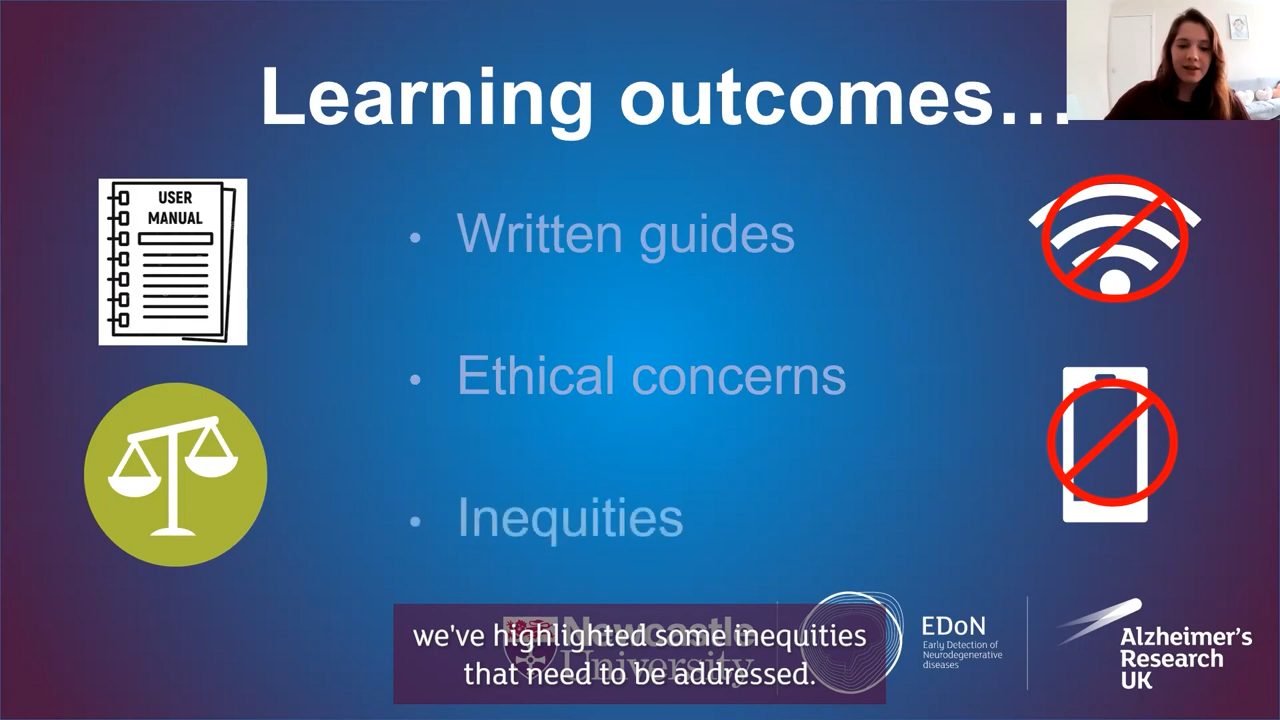 Learning outcomes...
USER
MANUAL
• Written guides
• Ethical concerns
• Inequities
Newcastle
University
we've highlighted some inequities
that need to be addressed.
EDoN
Early Detection of
Neurodegenerative
diseases
Alzheimer's
Research
UK